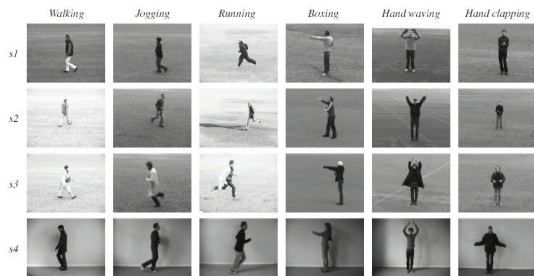 Walking Jogging Running Boxing Hand waving Hand clapping
s1
s2
s3
s4